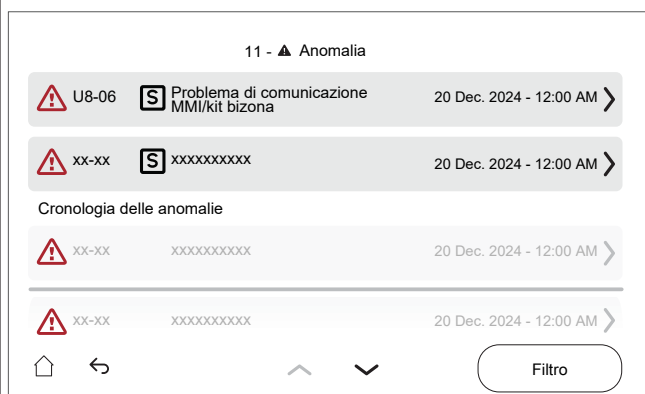 11 - Anomalia
U8-06 S Problema di comunicazione 20 Dec. 2024 - 12:00 AM
MMI/kit bizona
xx-xx S xxxxxxxxxx 20 Dec. 2024 - 12:00 AM
Cronologia delle anomalie
xx-xx xxxxxxxxxx 20 Dec. 2024 - 12:00 AM
xx-xx xxxxxxxxxx 20 Dec. 2024 - 12:00 AM
Filtro